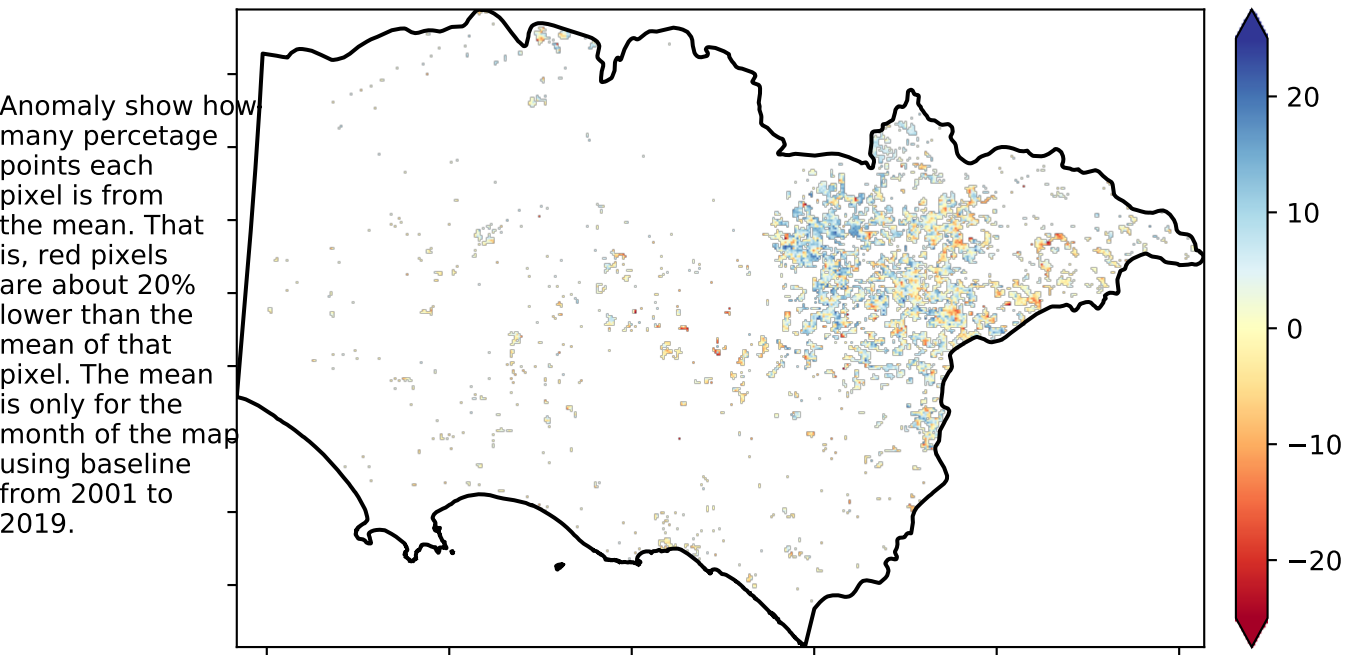 Anomaly show how
many percetage
points each
pixel is from
the mean. That
is, red pixels
are about 20%
lower than the
mean of that
pixel. The mean
is only for the
month of the map
using baseline
from 2001 to
2019.
20
10
0
−10
−20